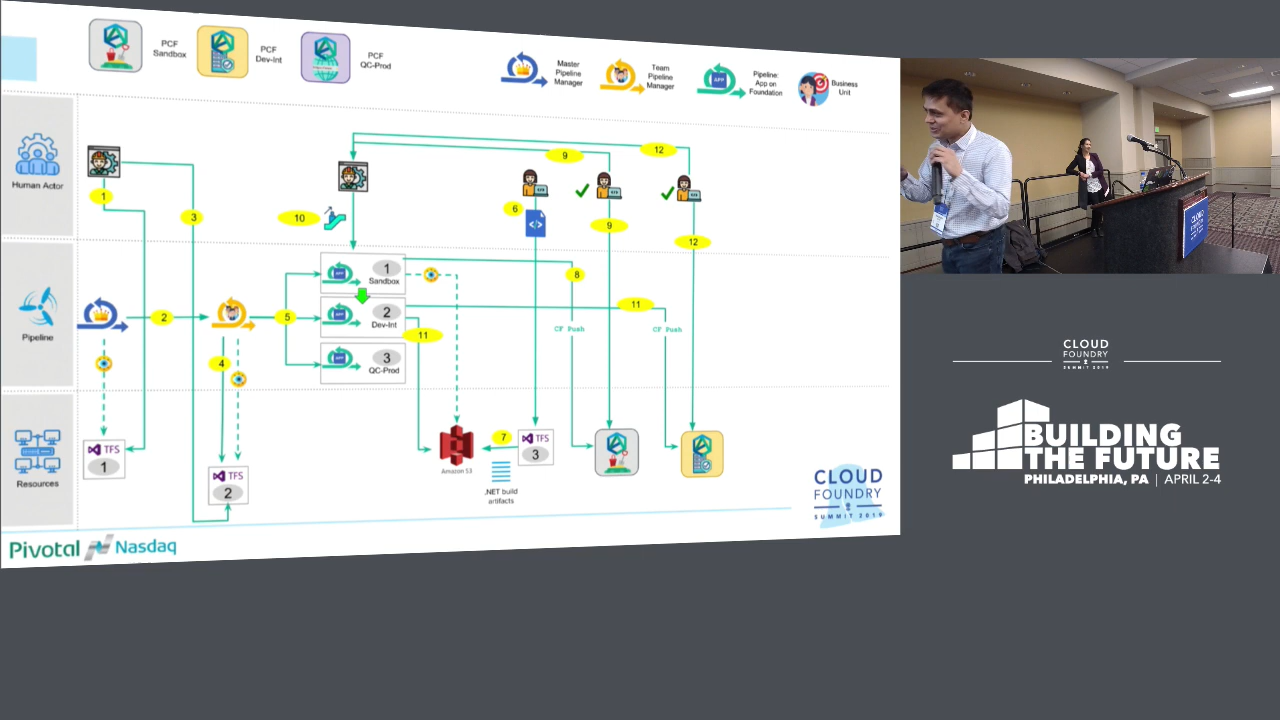 PCF
Sandbox
PCF
Dev-Int
PCF
QC-Prod
Master
Pipeline
Manager
Team
Pipeline
Manager
APP
Pipeline:
App on
Foundation
Business
Unit
Human Actor
1
3
10
9
12
6
9
12
Pipeline
2
4
5
APP
1
Sandbox
APP
2
Dev-Int
APP
3
QC-Prod
8
11
11
CF Push
CF Push
Resources
TFS
1
TFS
2
Amazon S3
7
TFS
3
.NET build
artifacts
CLOUD
FOUNDRY
SUMMIT 2019
Pivotal
Nasdaq
CLOUD
FOUNDRY
SUMMIT 2019
BUILDING
THE FUTURE
PHILADELPHIA, PA | APRIL 2-4